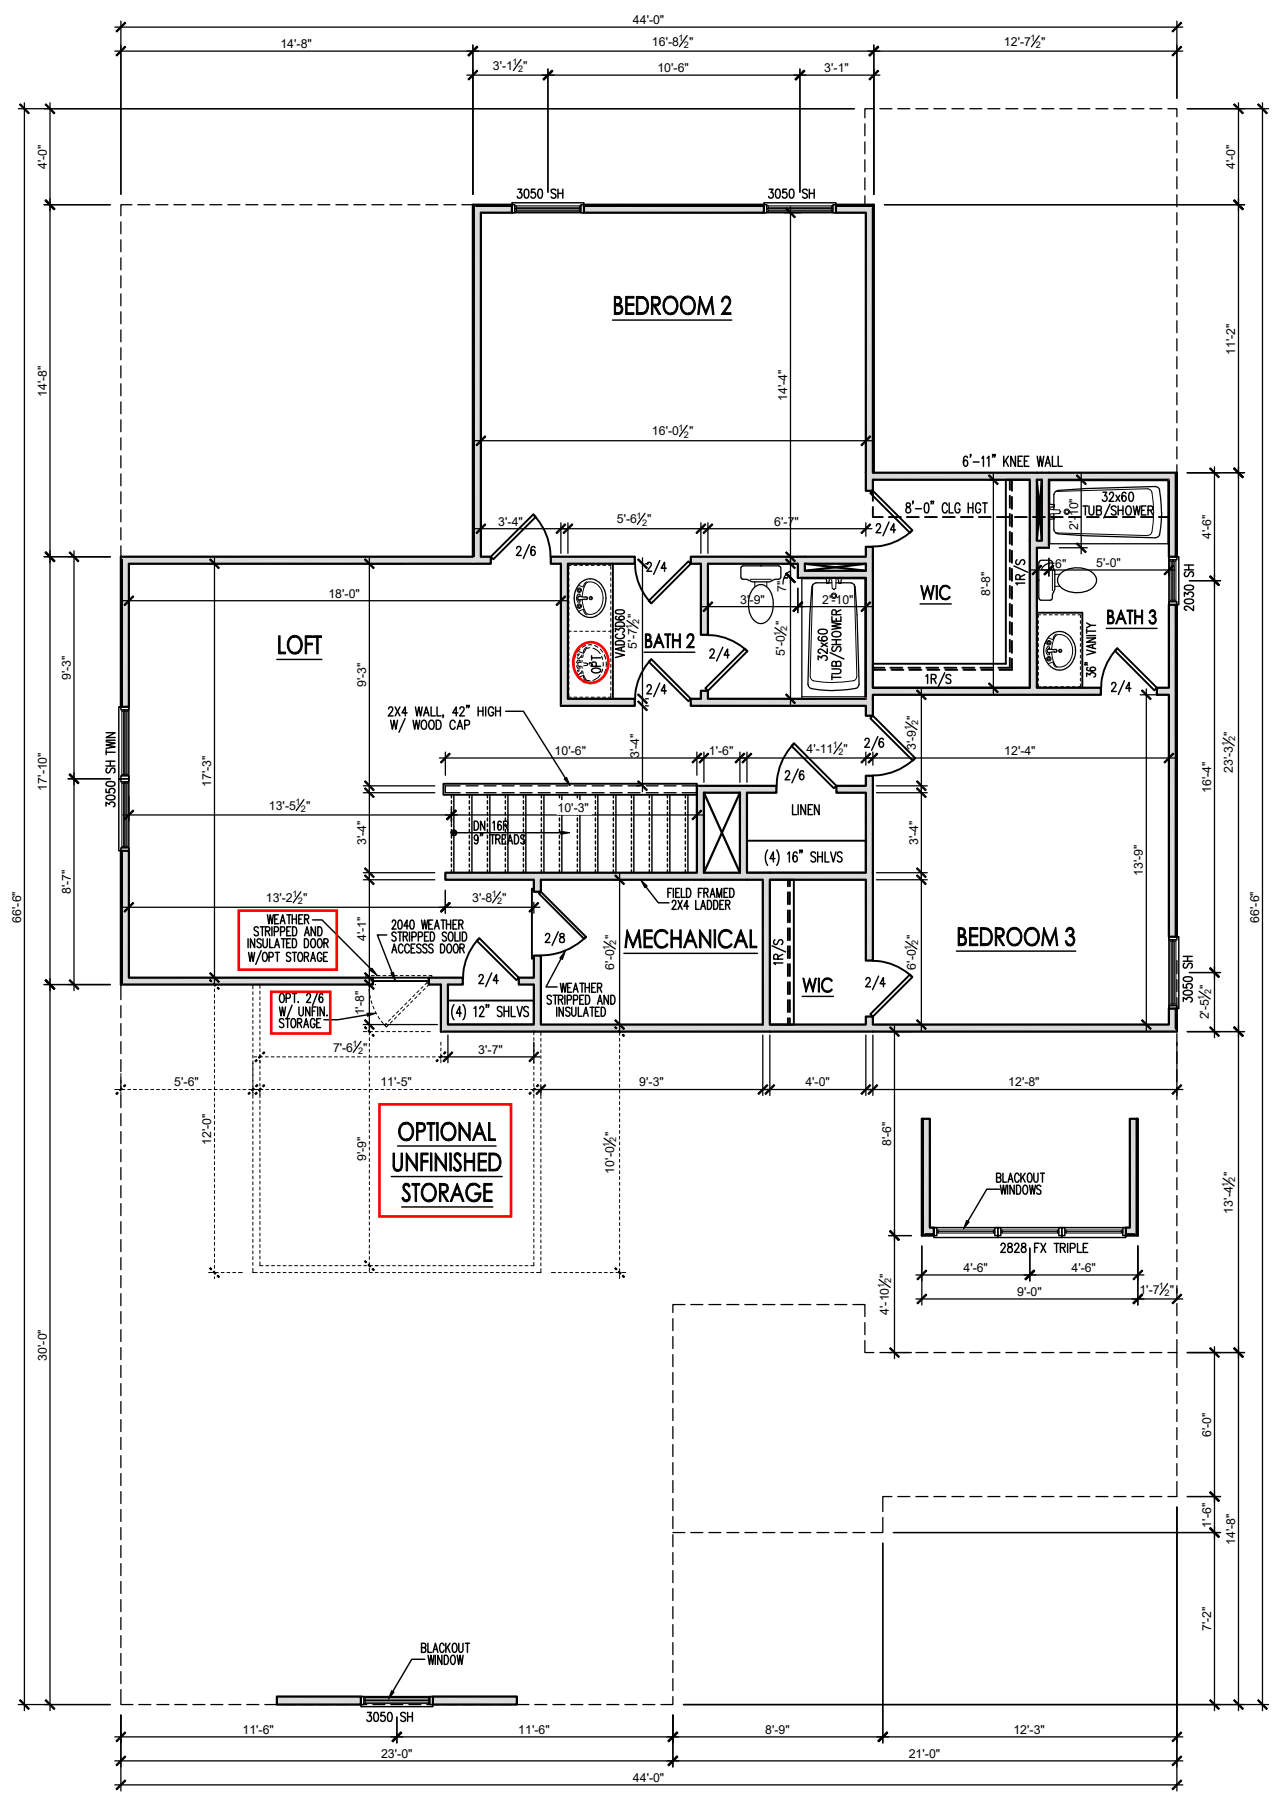 44'-0"
14'-8"
16'-8½"
12'-7½"
3'-1½"
10'-6"
3'-1"
4'-0"
4'-0"
3050 SH
3050 SH
BEDROOM 2
14'-8"
11'-2"
14'-4"
16'-0½"
6'-11" KNEE WALL
8'-0" CLG HGT
32x60
TUB/SHOWER
2'-10"
4'-6"
3'-4"
5'-6½"
6'-7"
2/6
2/4
2/4
1R/S
6"
5'-0"
18'-0"
VADC3D60
5'-7½"
3'-9"
7"
2'-10"
WIC
8'-8"
2030 SH
LOFT
OPT.
BATH 2
2/4
2/4
5'-0½"
32x60
TUB/SHOWER
36" VANITY
BATH 3
2/4
1R/S
9'-3"
9'-3"
2X4 WALL, 42" HIGH
W/ WOOD CAP
3'-4"
2/6
3'-9½"
12'-4"
10'-6"
1'-6"
4'-11½"
2/6
3050 SH TWIN
17'-10"
17'-3"
16'-4"
23'-3½"
13'-5½"
10'-3"
LINEN
DN 16R
9" TREADS
3'-4"
3'-4"
(4) 16" SHLVS
13'-9"
8'-7"
66'-6"
66'-6"
13'-2½"
3'-8½"
FIELD FRAMED
2X4 LADDER
WEATHER
STRIPPED AND
INSULATED DOOR
W/OPT STORAGE
4'-1"
2040 WEATHER
STRIPPED SOLID
ACCESSS DOOR
2/8
6'-0½"
MECHANICAL
1R/S
6'-0½"
BEDROOM 3
2/4
WEATHER
STRIPPED AND
INSULATED
WIC
2/4
3050 SH
2'-5½"
OPT. 2/6
W/ UNFIN.
STORAGE
1'-8"
(4) 12" SHLVS
7'-6½"
3'-7"
5'-6"
11'-5"
9'-3"
4'-0"
12'-8"
12'-0"
9'-9"
10'-0½"
8'-6"
OPTIONAL
UNFINISHED
STORAGE
BLACKOUT
WINDOWS
13'-4½"
2828 FX TRIPLE
4'-6"
4'-6"
9'-0"
1'-7½"
4'-10½"
30'-0"
6'-0"
1'-6"
14'-8"
7'-2"
BLACKOUT
WINDOW
3050 SH
11'-6"
11'-6"
8'-9"
12'-3"
23'-0"
21'-0"
44'-0"